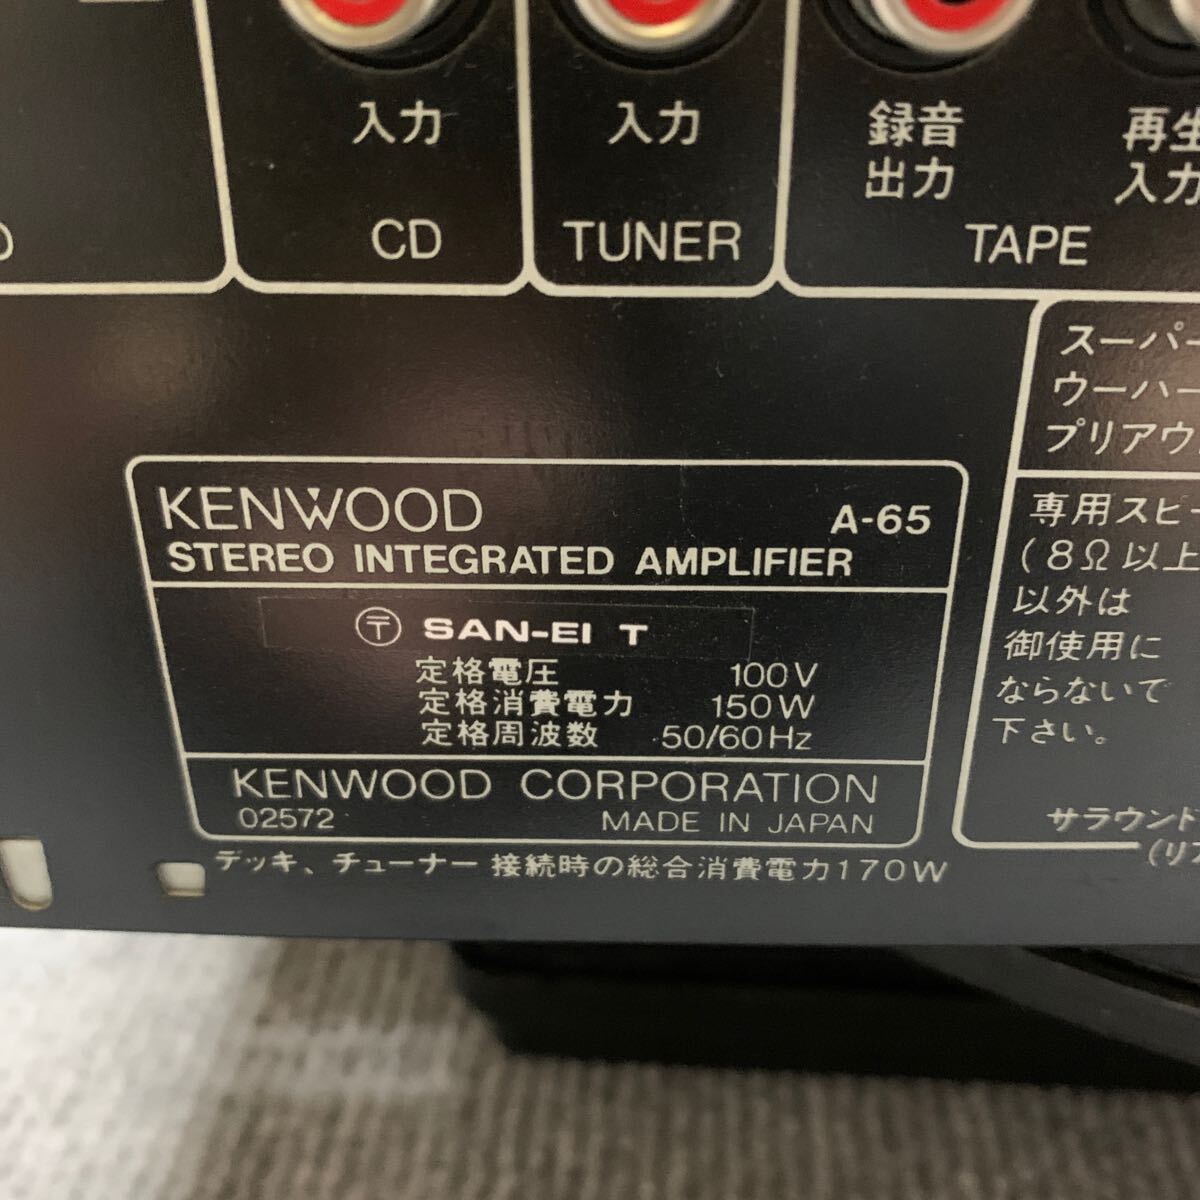 入力
入力
録音
出力
再生
入力
CD
TUNER
TAPE
スーパー
ウーハー
プリアウ
KENWOOD
A-65
STEREO INTEGRATED AMPLIFIER
〒 SAN-EI T
定格電圧 100V
定格消費電力 150W
定格周波数 50/60Hz
KENWOOD CORPORATION
02572 MADE IN JAPAN
デッキ、チューナー接続時の総合消費電力170W
専用スピー
(8Ω以上
以外は
御使用に
ならないで
下さい。
サラウンド
(リア